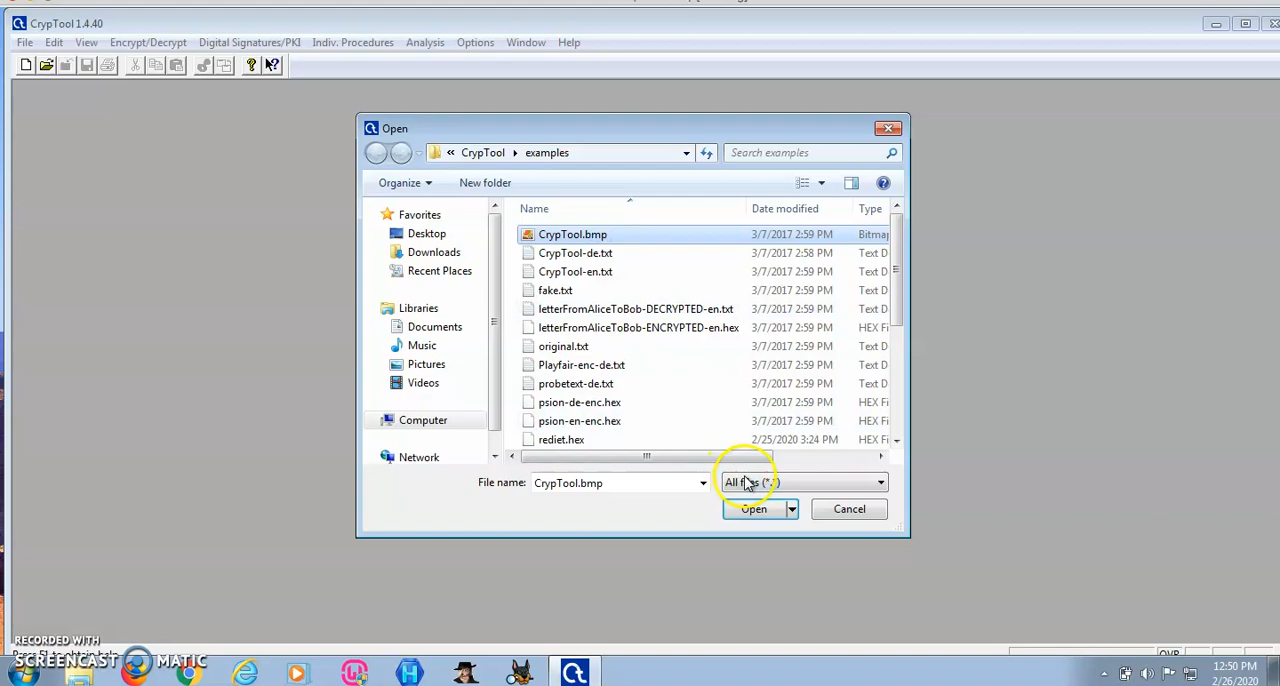 CrypTool 1.4.40
File Edit View Encrypt/Decrypt Digital Signatures/PKI Indiv. Procedures Analysis Options Window Help
Open
« CrypTool examples Search examples
Organize New folder
Name Date modified Type
Favorites
Desktop
Downloads
Recent Places
Libraries
Documents
Music
Pictures
Videos
Computer
Network
CrypTool.bmp 3/7/2017 2:59 PM Bitmap
CrypTool-de.txt 3/7/2017 2:58 PM Text D
CrypTool-en.txt 3/7/2017 2:59 PM Text D
fake.txt 3/7/2017 2:59 PM Text D
letterFromAliceToBob-DECRYPTED-en.txt 3/7/2017 2:59 PM Text D
letterFromAliceToBob-ENCRYPTED-en.hex 3/7/2017 2:59 PM HEX Fi
original.txt 3/7/2017 2:59 PM Text D
Playfair-enc-de.txt 3/7/2017 2:59 PM Text D
probetext-de.txt 3/7/2017 2:59 PM Text D
psion-de-enc.hex 3/7/2017 2:59 PM HEX Fi
psion-en-enc.hex 3/7/2017 2:59 PM HEX Fi
rediet.hex 2/25/2020 3:24 PM HEX Fi
File name: CrypTool.bmp All files (*.*)
Open Cancel
RECORDED WITH
SCREENCAST MATIC
12:50 PM
2/26/2020